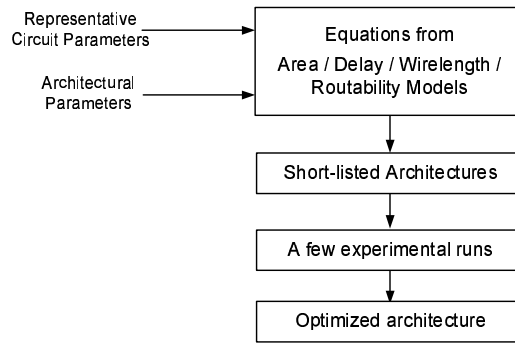 Representative
Circuit Parameters
Architectural
Parameters
Equations from
Area / Delay / Wirelength /
Routability Models
Short-listed Architectures
A few experimental runs
Optimized architecture